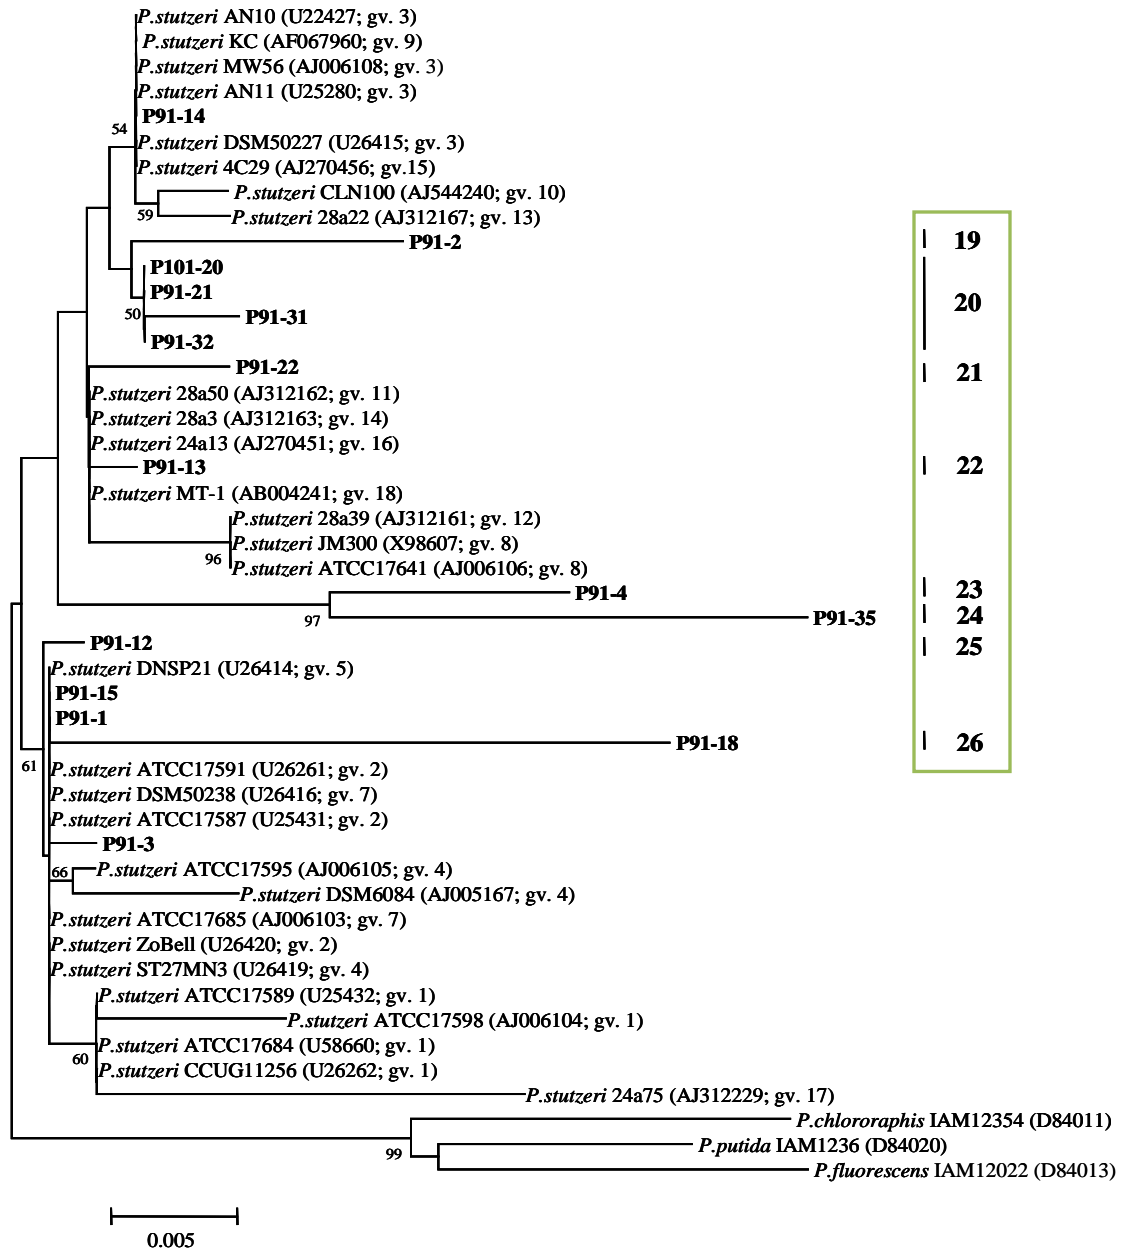 P.stutzeri AN10 (U22427; gv. 3)
P.stutzeri KC (AF067960; gv. 9)
P.stutzeri MW56 (AJ006108; gv. 3)
P.stutzeri AN11 (U25280; gv. 3)
P91-14
54
P.stutzeri DSM50227 (U26415; gv. 3)
P.stutzeri 4C29 (AJ270456; gv.15)
P.stutzeri CLN100 (AJ544240; gv. 10)
59
P.stutzeri 28a22 (AJ312167; gv. 13)
P91-2 19
P101-20
P91-21
20
50
P91-31
P91-32
P91-22 21
P.stutzeri 28a50 (AJ312162; gv. 11)
P.stutzeri 28a3 (AJ312163; gv. 14)
P.stutzeri 24a13 (AJ270451; gv. 16)
P91-13 22
P.stutzeri MT-1 (AB004241; gv. 18)
P.stutzeri 28a39 (AJ312161; gv. 12)
P.stutzeri JM300 (X98607; gv. 8)
96
P.stutzeri ATCC17641 (AJ006106; gv. 8)
P91-4 23
97
P91-35 24
P91-12 25
P.stutzeri DNSP21 (U26414; gv. 5)
P91-15
P91-1
P91-18 26
61
P.stutzeri ATCC17591 (U26261; gv. 2)
P.stutzeri DSM50238 (U26416; gv. 7)
P.stutzeri ATCC17587 (U25431; gv. 2)
P91-3
66
P.stutzeri ATCC17595 (AJ006105; gv. 4)
P.stutzeri DSM6084 (AJ005167; gv. 4)
P.stutzeri ATCC17685 (AJ006103; gv. 7)
P.stutzeri ZoBell (U26420; gv. 2)
P.stutzeri ST27MN3 (U26419; gv. 4)
P.stutzeri ATCC17589 (U25432; gv. 1)
P.stutzeri ATCC17598 (AJ006104; gv. 1)
P.stutzeri ATCC17684 (U58660; gv. 1)
60
P.stutzeri CCUG11256 (U26262; gv. 1)
P.stutzeri 24a75 (AJ312229; gv. 17)
P.chlororaphis IAM12354 (D84011)
P.putida IAM1236 (D84020)
99
P.fluorescens IAM12022 (D84013)
0.005